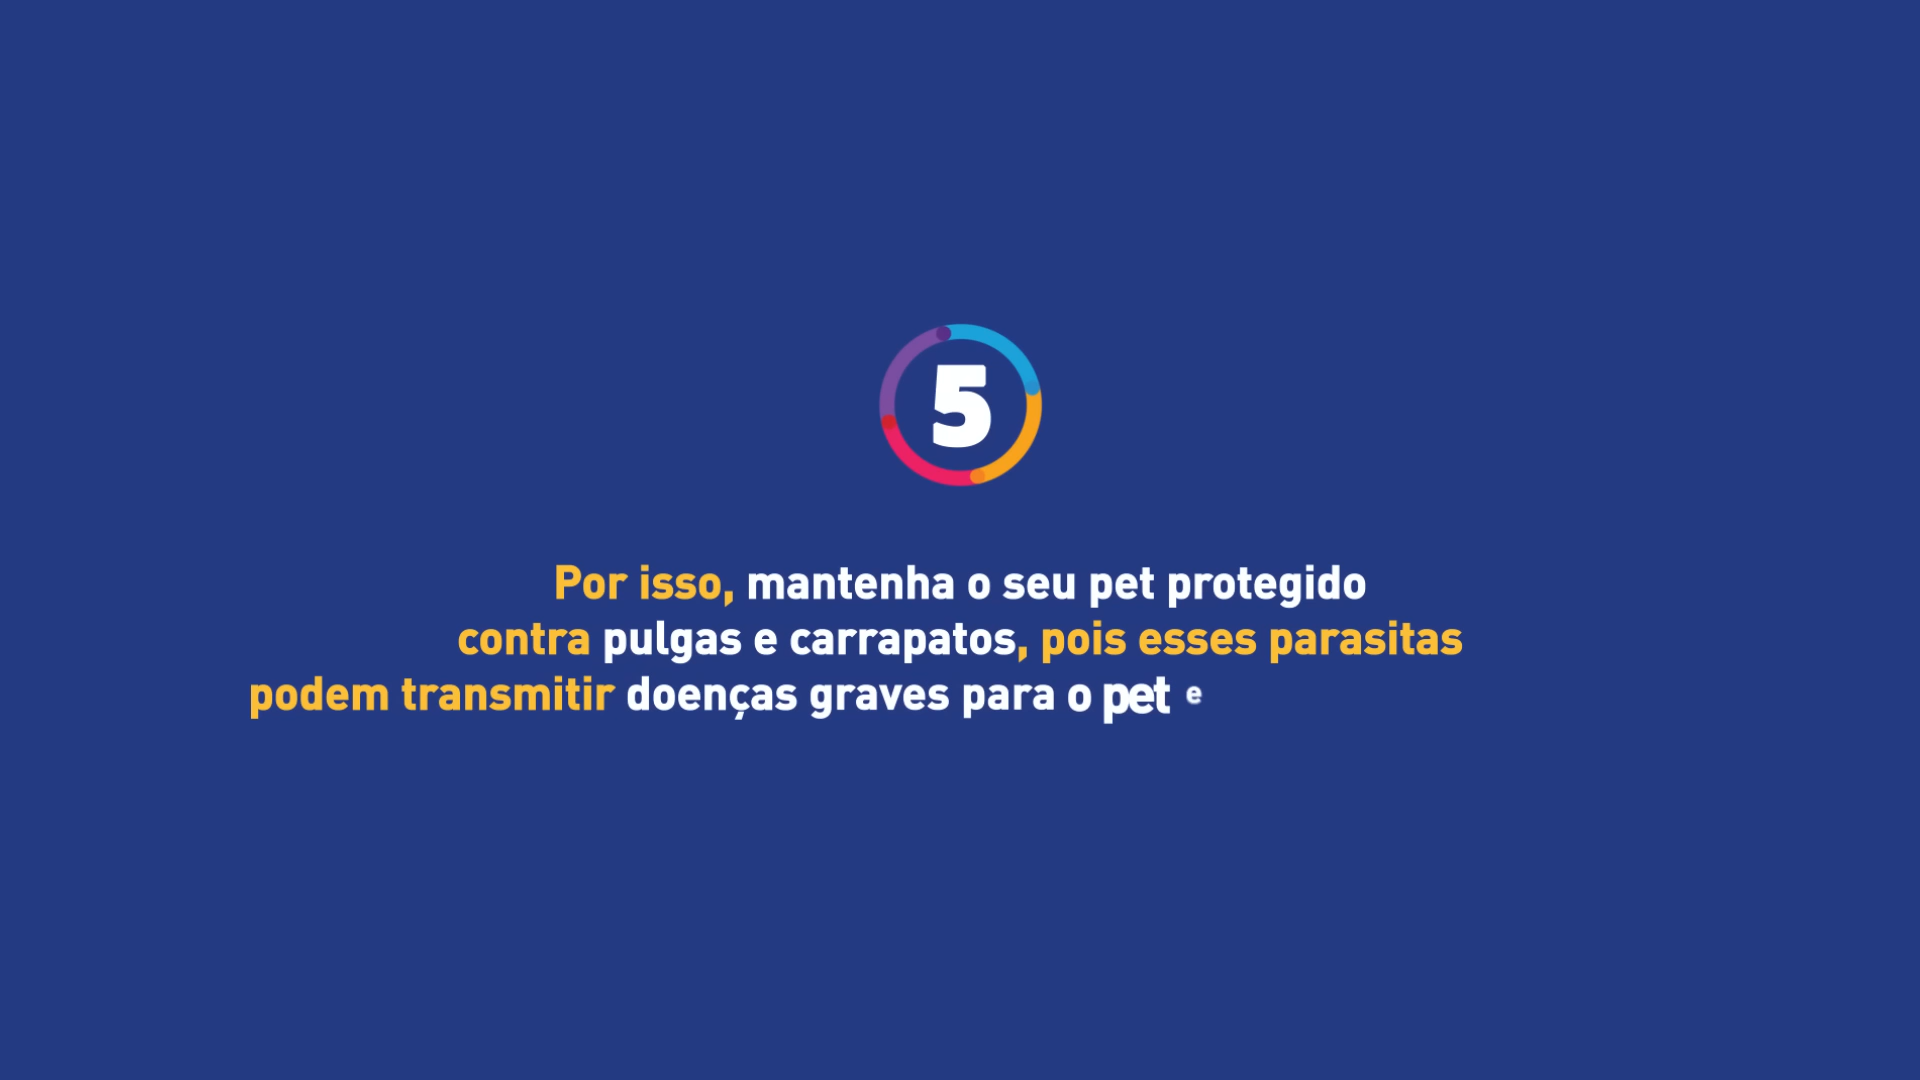 5
Por isso, mantenha o seu pet protegido
contra pulgas e carrapatos, pois esses parasitas
podem transmitir doenças graves para o pet e